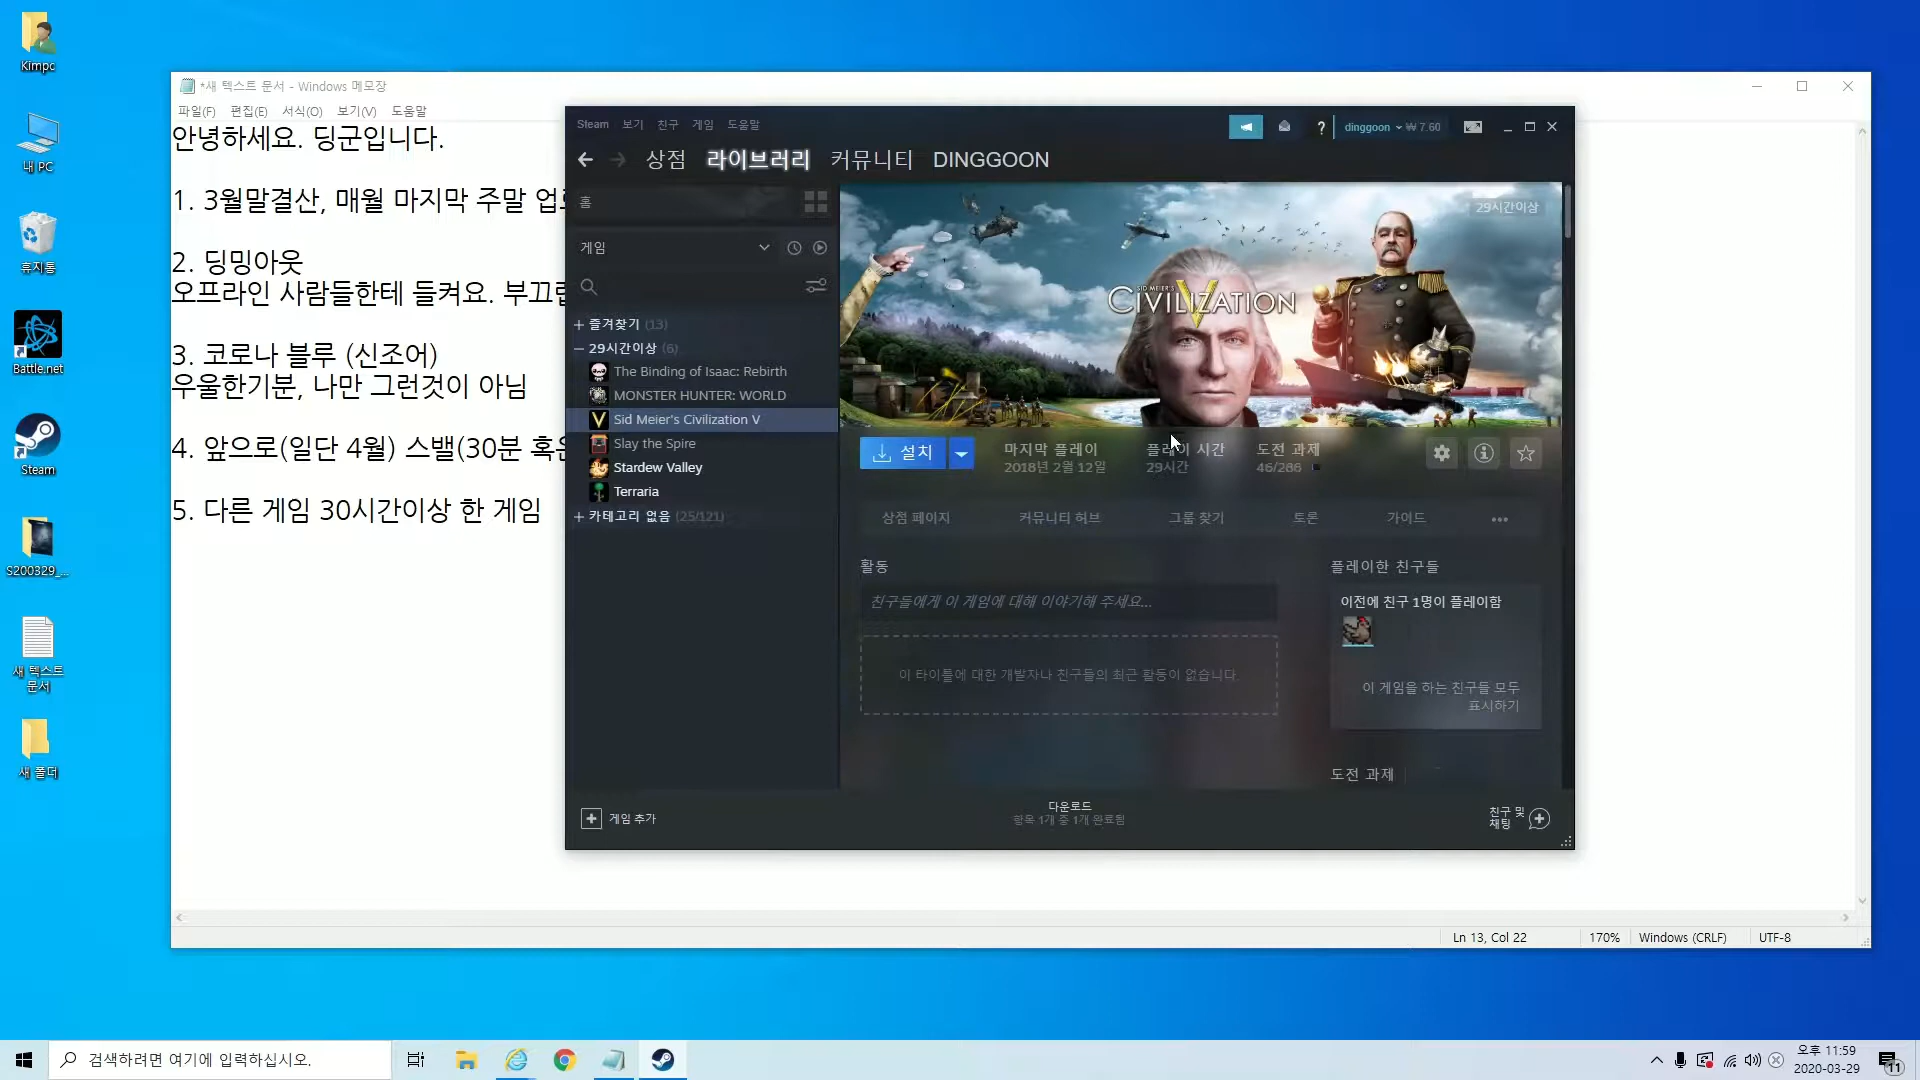 Kimpc
내 PC
휴지통
Battle.net
Steam
S200329_...
새 텍스트
문서
새 폴더
*새 텍스트 문서 - Windows 메모장
파일(F) 편집(E) 서식(O) 보기(V) 도움말
안녕하세요. 딩군입니다.
1. 3월말결산, 매월 마지막 주말 업
2. 딩밍아웃
오프라인 사람들한테 들켜요. 부끄
3. 코로나 블루 (신조어)
우울한기분, 나만 그런것이 아님
4. 앞으로(일단 4월) 스밸(30분 혹은
5. 다른 게임 30시간이상 한 게임
Steam 보기 친구 게임 도움말
? dinggoon ₩ 7.60
상점 라이브러리 커뮤니티 DINGGOON
홈
게임
+ 즐겨찾기 (13)
– 29시간이상 (6)
The Binding of Isaac: Rebirth
MONSTER HUNTER: WORLD
Sid Meier's Civilization V
Slay the Spire
Stardew Valley
Terraria
+ 카테고리 없음 (25/121)
29시간이상
SID MEIER'S
CIVILIZATION
V
설치
마지막 플레이
2018년 2월 12일
플레이 시간
29시간
도전 과제
46/286
상점 페이지 커뮤니티 허브 그룹 찾기 토론 가이드 •••
활동
친구들에게 이 게임에 대해 이야기해 주세요...
이 타이틀에 대한 개발자나 친구들의 최근 활동이 없습니다.
플레이한 친구들
이전에 친구 1명이 플레이함
이 게임을 하는 친구들 모두
표시하기
도전 과제
게임 추가
다운로드
항목 1개 중 1개 완료됨
친구 및
채팅
Ln 13, Col 22 170% Windows (CRLF) UTF-8
검색하려면 여기에 입력하십시오.
오후 11:59
2020-03-29
11